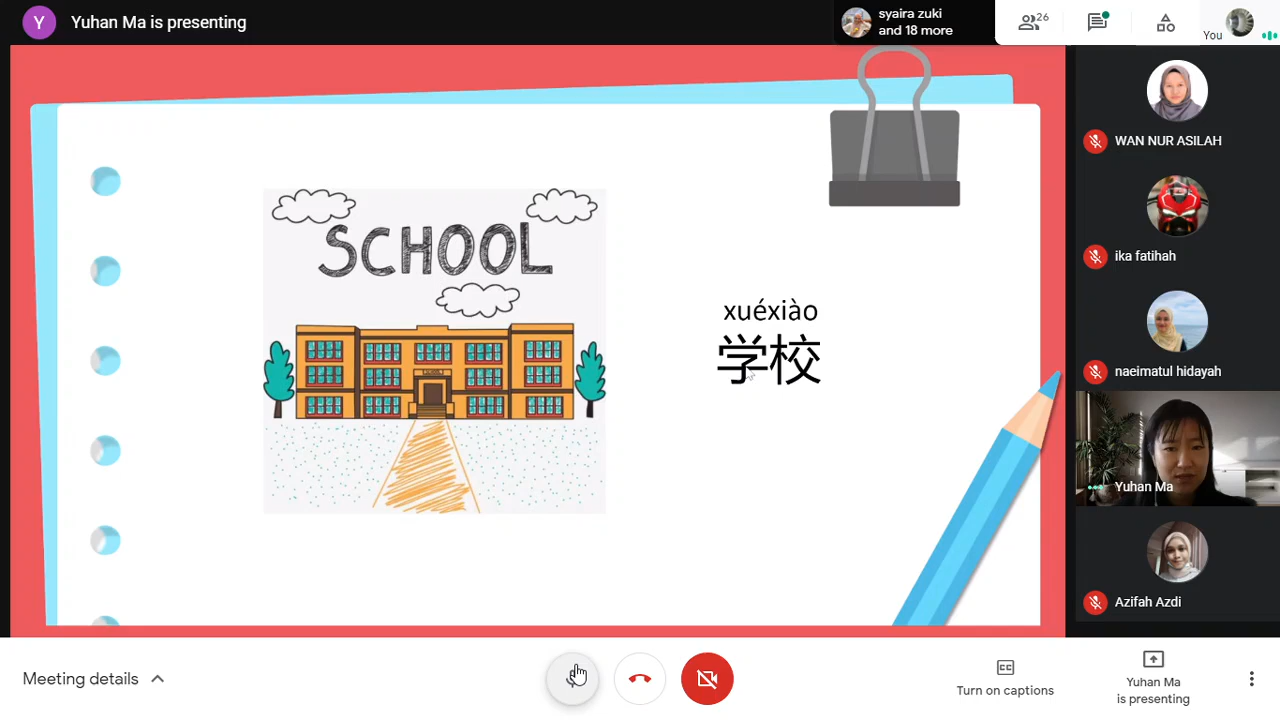 Y
Yuhan Ma is presenting
syaira zuki
and 18 more
26
You
SCHOOL
xuéxiào
学校
WAN NUR ASILAH
ika fatihah
naeimatul hidayah
Yuhan Ma
Azifah Azdi
Meeting details
CC
Turn on captions
Yuhan Ma
is presenting